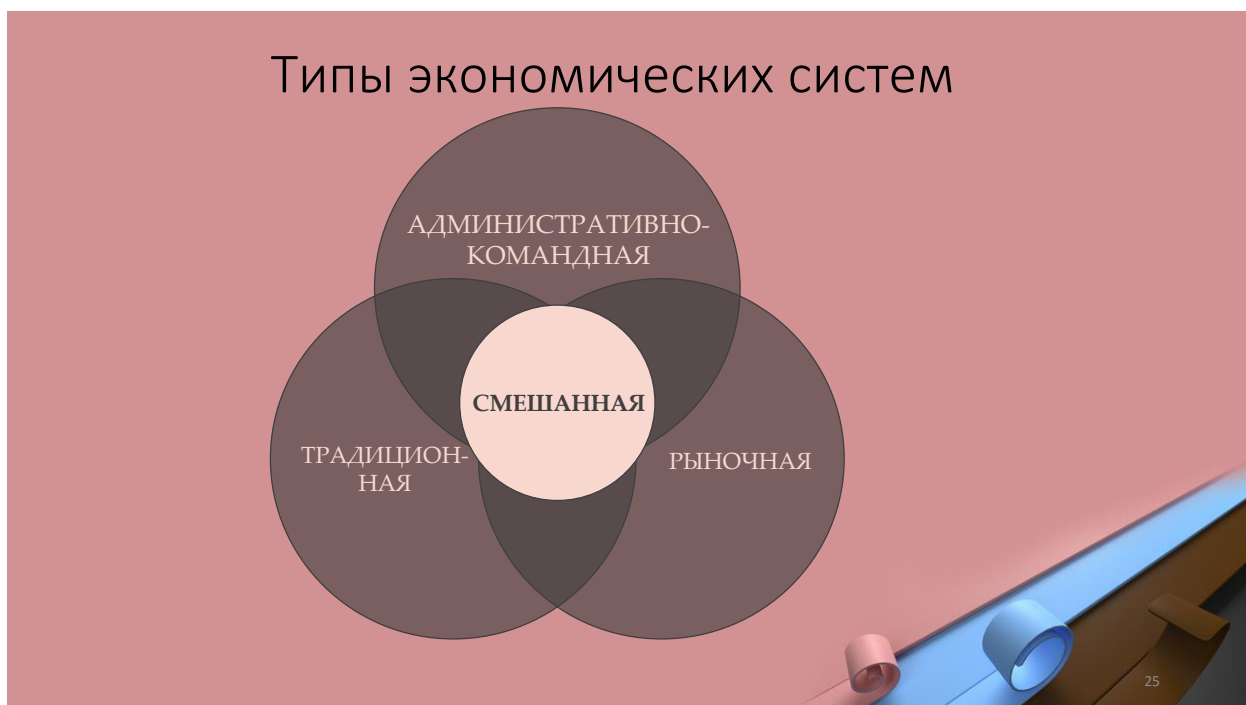 Типы экономических систем
АДМИНИСТРАТИВНО-
КОМАНДНАЯ
СМЕШАННАЯ
ТРАДИЦИОН-
НАЯ
РЫНОЧНАЯ
25